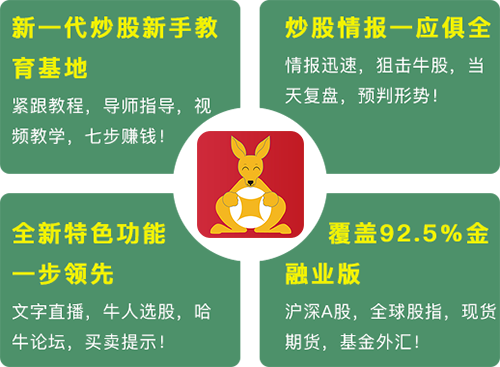 新一代炒股新手教
育基地
紧跟教程，导师指导，视
频教学，七步赚钱！
炒股情报一应俱全
情报迅速，狙击牛股，当
天复盘，预判形势！
全新特色功能
一步领先
文字直播，牛人选股，哈
牛论坛，买卖提示！
覆盖92.5%金
融业版
沪深A股，全球股指，现货
期货，基金外汇！